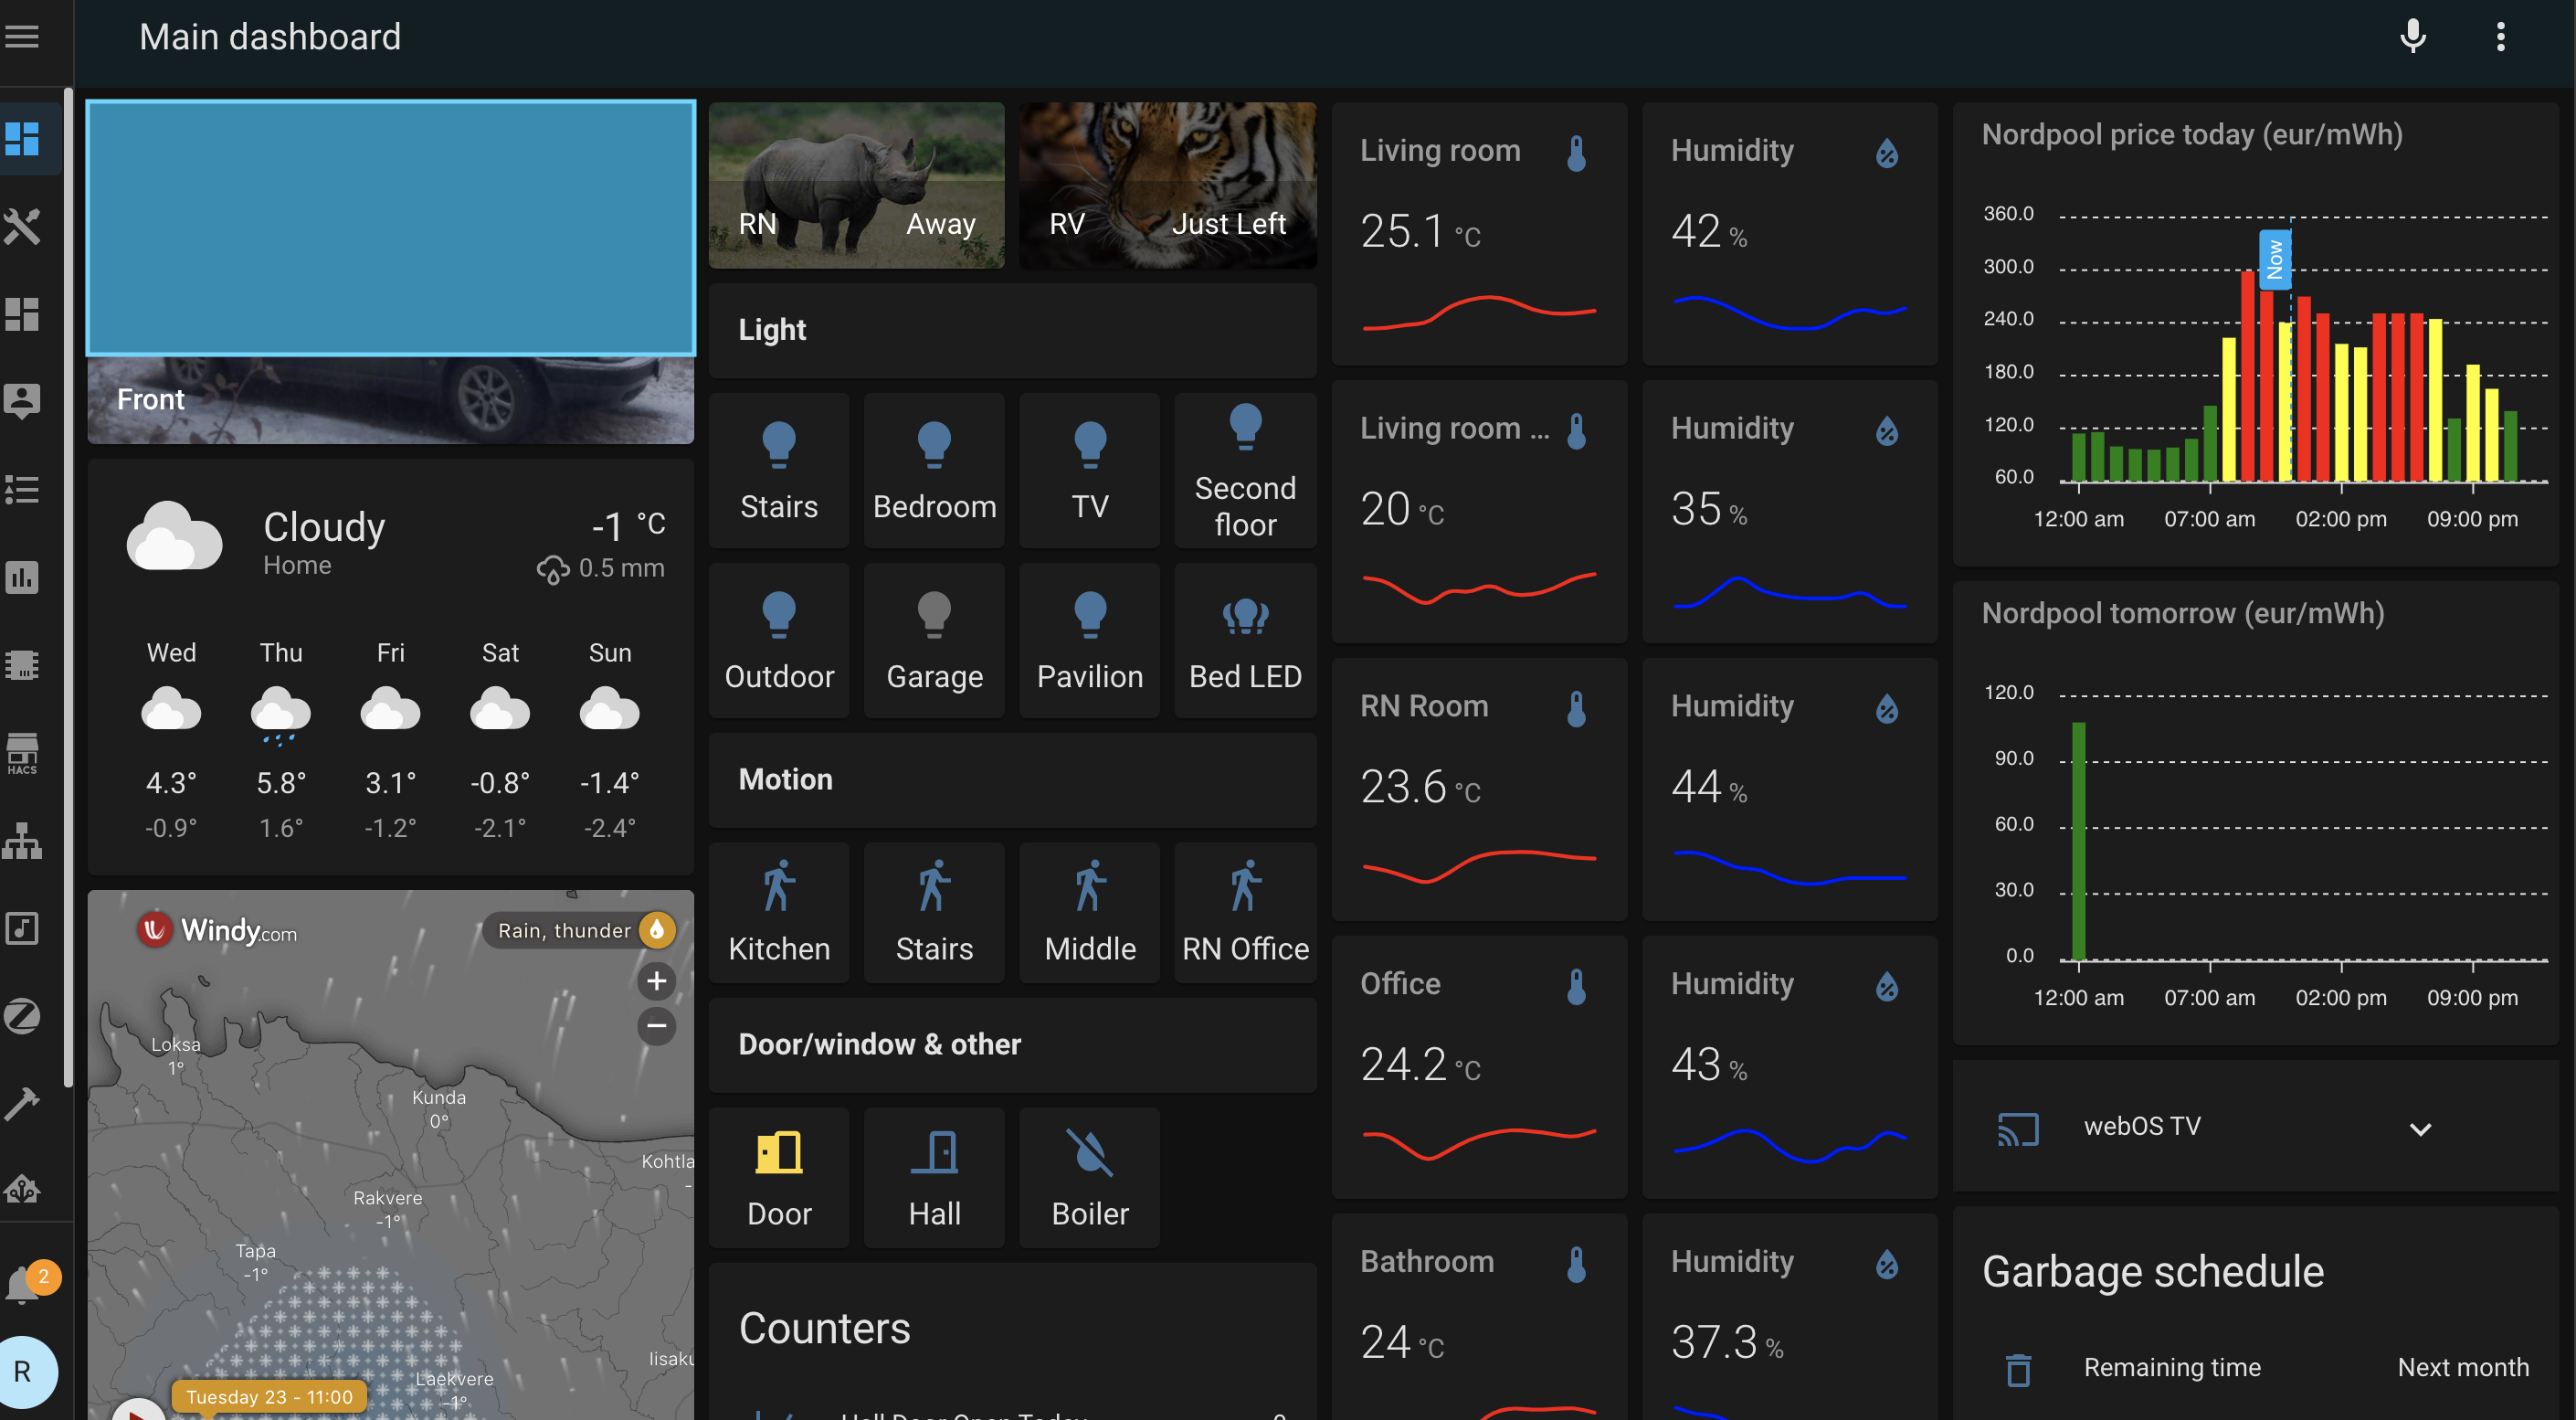 Main dashboard
HACS
2
R
Front
Cloudy
Home
-1 °C
0.5 mm
Wed Thu Fri Sat Sun
4.3° 5.8° 3.1° -0.8° -1.4°
-0.9° 1.6° -1.2° -2.1° -2.4°
Windy.com
Rain, thunder
+
−
Loksa
1°
Kunda
0°
Kohtla
-
Rakvere
-1°
Tapa
-1°
Iisaku
Laekvere
-1°
Tuesday 23 - 11:00
RN Away
RV Just Left
Light
Stairs Bedroom TV Second floor
Outdoor Garage Pavilion Bed LED
Motion
Kitchen Stairs Middle RN Office
Door/window & other
Door Hall Boiler
Counters
Hall Door Open Today
Living room
25.1 °C
Humidity
42 %
Living room ...
20 °C
Humidity
35 %
RN Room
23.6 °C
Humidity
44 %
Office
24.2 °C
Humidity
43 %
Bathroom
24 °C
Humidity
37.3 %
Nordpool price today (eur/mWh)
360.0
300.0
240.0
180.0
120.0
60.0
Now
12:00 am 07:00 am 02:00 pm 09:00 pm
Nordpool tomorrow (eur/mWh)
120.0
90.0
60.0
30.0
0.0
12:00 am 07:00 am 02:00 pm 09:00 pm
webOS TV
Garbage schedule
Remaining time Next month